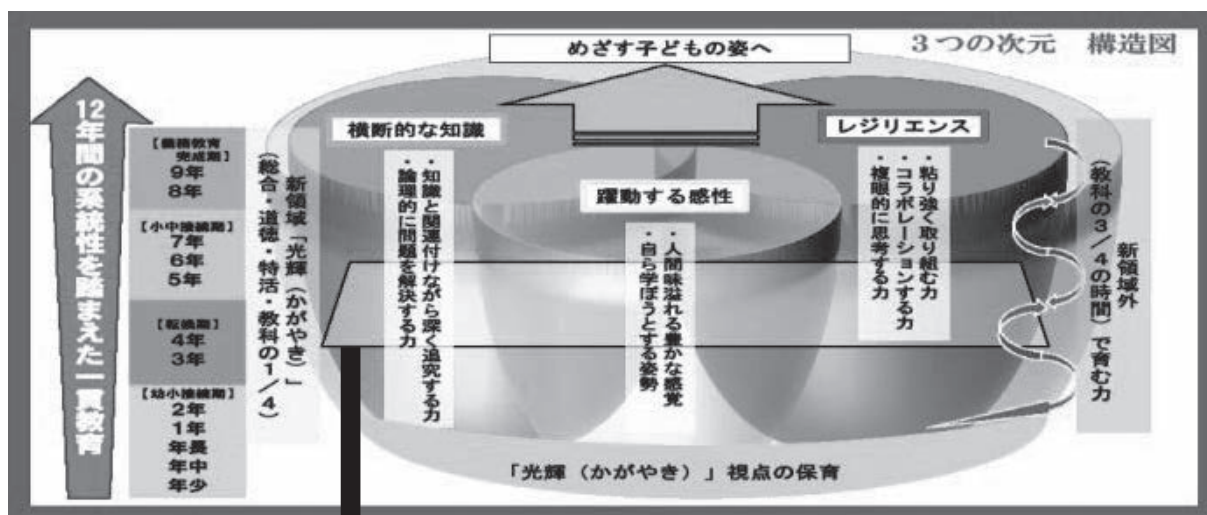 3つの次元 構造図
めざす子どもの姿へ
12年間の系統性を踏まえた一貫教育
【義務教育
完成期】
9年
8年
【小中接続期】
7年
6年
5年
【転換期】
4年
3年
【幼小接続期】
2年
1年
年長
年中
年少
新領域「光輝(かがやき)」
(総合・道徳・特活・教科の1/4)
横断的な知識
・知識と関連付けながら深く追究する力
・論理的に問題を解決する力
躍動する感性
・人間味溢れる豊かな感覚
・自ら学ぼうとする姿勢
レジリエンス
・粘り強く取り組む力
・コラボレーションする力
・複眼的に思考する力
新領域外
(教科の3/4の時間)で育む力
「光輝(かがやき)」視点の保育